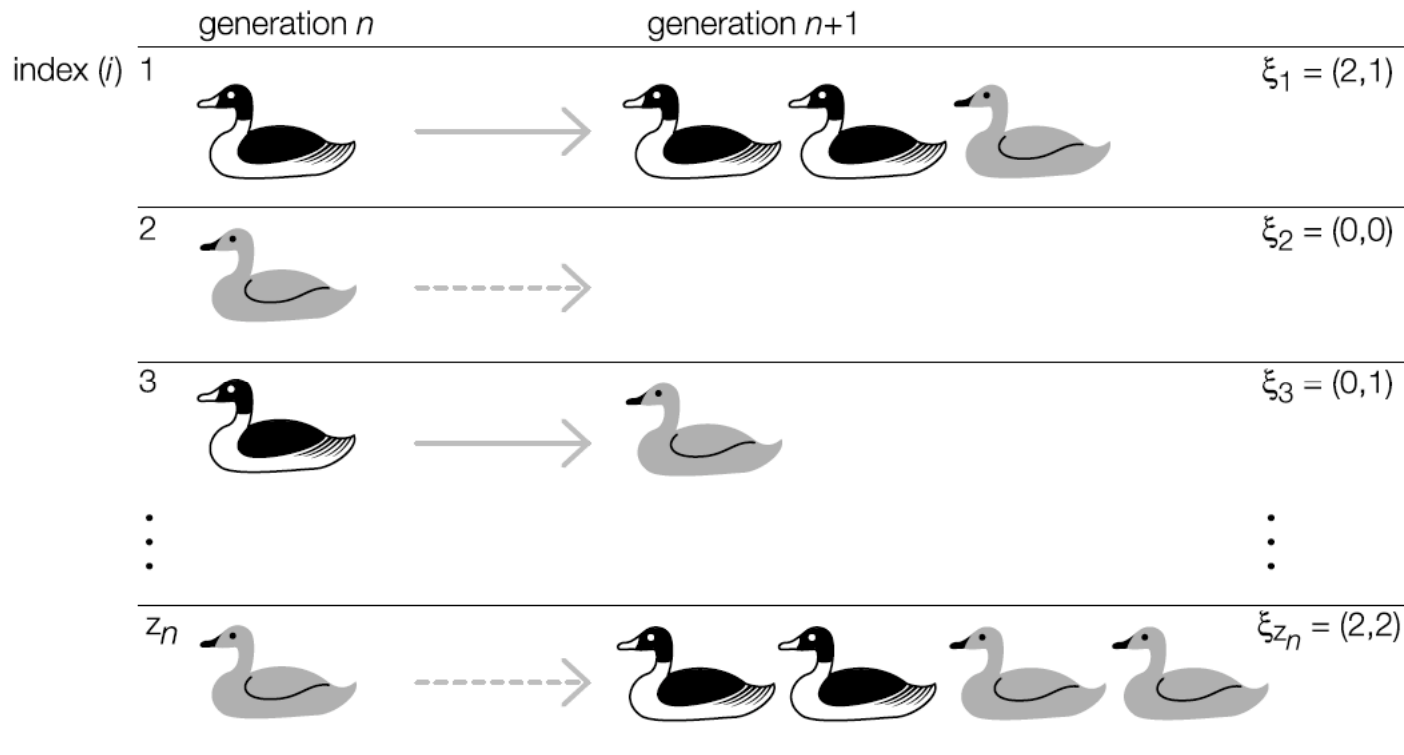 generation n generation n+1
index (i) 1 ξ1 = (2,1)
2 ξ2 = (0,0)
3 ξ3 = (0,1)
zn ξzn = (2,2)